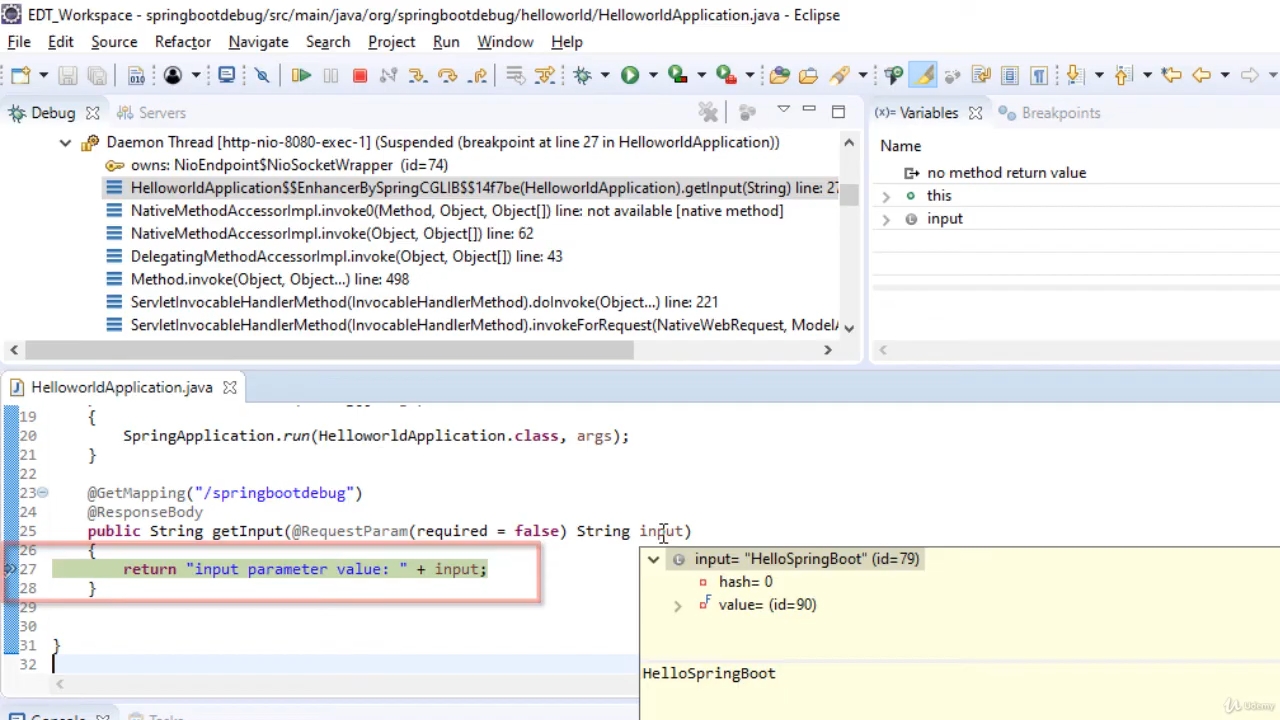 EDT_Workspace - springbootdebug/src/main/java/org/springbootdebug/helloworld/HelloworldApplication.java - Eclipse
File Edit Source Refactor Navigate Search Project Run Window Help
Debug Servers
Daemon Thread [http-nio-8080-exec-1] (Suspended (breakpoint at line 27 in HelloworldApplication))
owns: NioEndpoint$NioSocketWrapper (id=74)
HelloworldApplication$$EnhancerBySpringCGLIB$$14f7be(HelloworldApplication).getInput(String) line: 27
NativeMethodAccessorImpl.invoke0(Method, Object, Object[]) line: not available [native method]
NativeMethodAccessorImpl.invoke(Object, Object[]) line: 62
DelegatingMethodAccessorImpl.invoke(Object, Object[]) line: 43
Method.invoke(Object, Object...) line: 498
ServletInvocableHandlerMethod(InvocableHandlerMethod).doInvoke(Object...) line: 221
ServletInvocableHandlerMethod(InvocableHandlerMethod).invokeForRequest(NativeWebRequest, ModelA
(x)= Variables Breakpoints
Name
no method return value
this
input
HelloworldApplication.java
19 {
20 SpringApplication.run(HelloworldApplication.class, args);
21 }
22
23 @GetMapping("/springbootdebug")
24 @ResponseBody
25 public String getInput(@RequestParam(required = false) String input)
26 {
27 return "input parameter value: " + input;
28 }
29
30
31 }
32
input= "HelloSpringBoot" (id=79)
hash= 0
value= (id=90)
HelloSpringBoot
Udemy